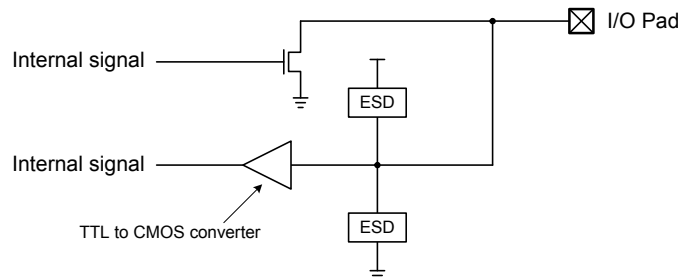 I/O Pad
Internal signal
ESD
Internal signal
TTL to CMOS converter
ESD